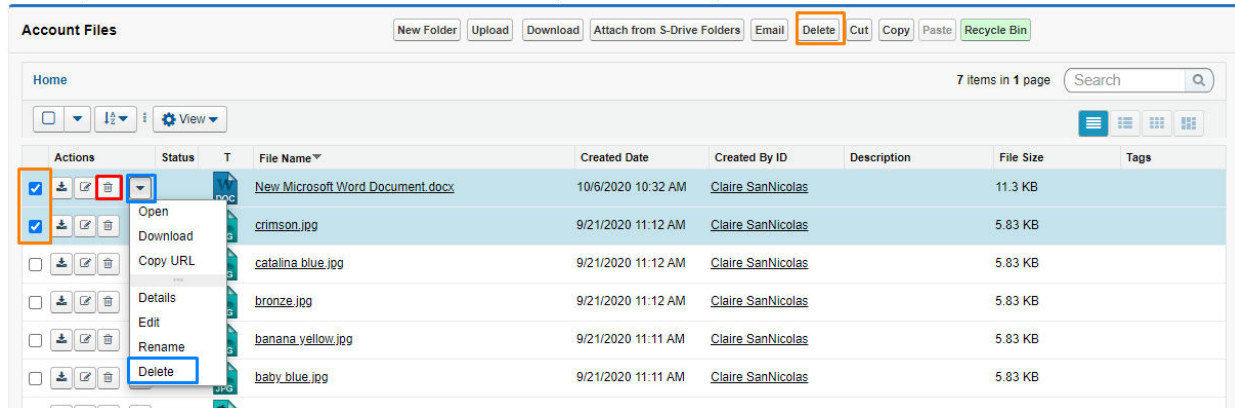 Account Files
New Folder Upload Download Attach from S-Drive Folders Email Delete Cut Copy Paste Recycle Bin
Home 7 items in 1 page Search
View
Actions Status T File Name Created Date Created By ID Description File Size Tags
DOC New Microsoft Word Document.docx 10/6/2020 10:32 AM Claire SanNicolas 11.3 KB
Open
crimson.jpg 9/21/2020 11:12 AM Claire SanNicolas 5.83 KB
Download
Copy URL catalina blue.jpg 9/21/2020 11:12 AM Claire SanNicolas 5.83 KB
Details bronze.jpg 9/21/2020 11:12 AM Claire SanNicolas 5.83 KB
Edit
Rename banana yellow.jpg 9/21/2020 11:11 AM Claire SanNicolas 5.83 KB
Delete JPG baby blue.jpg 9/21/2020 11:11 AM Claire SanNicolas 5.83 KB